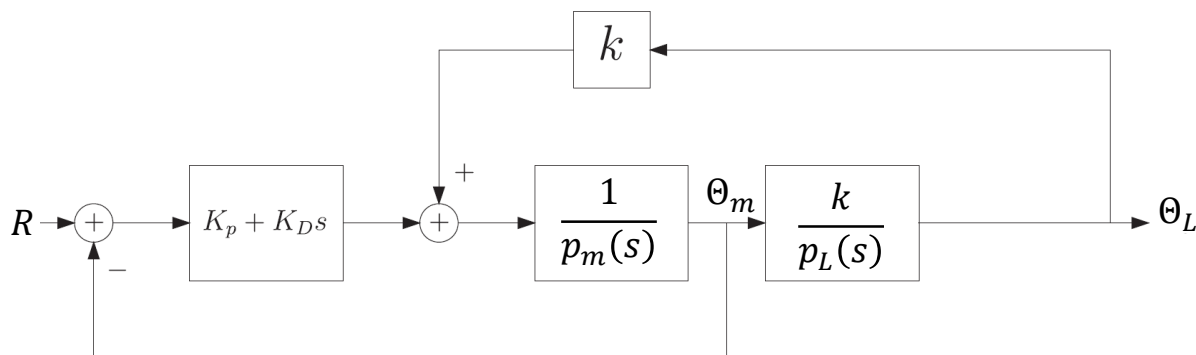 k
+
R
+
−
K_p + K_D s
+
1
p_m(s)
Θ_m
k
p_L(s)
Θ_L